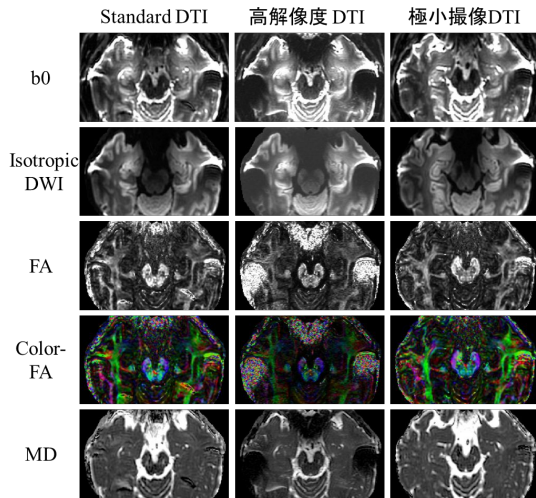 Standard DTI
高解像度 DTI
極小撮像DTI
b0
Isotropic
DWI
FA
Color-
FA
MD